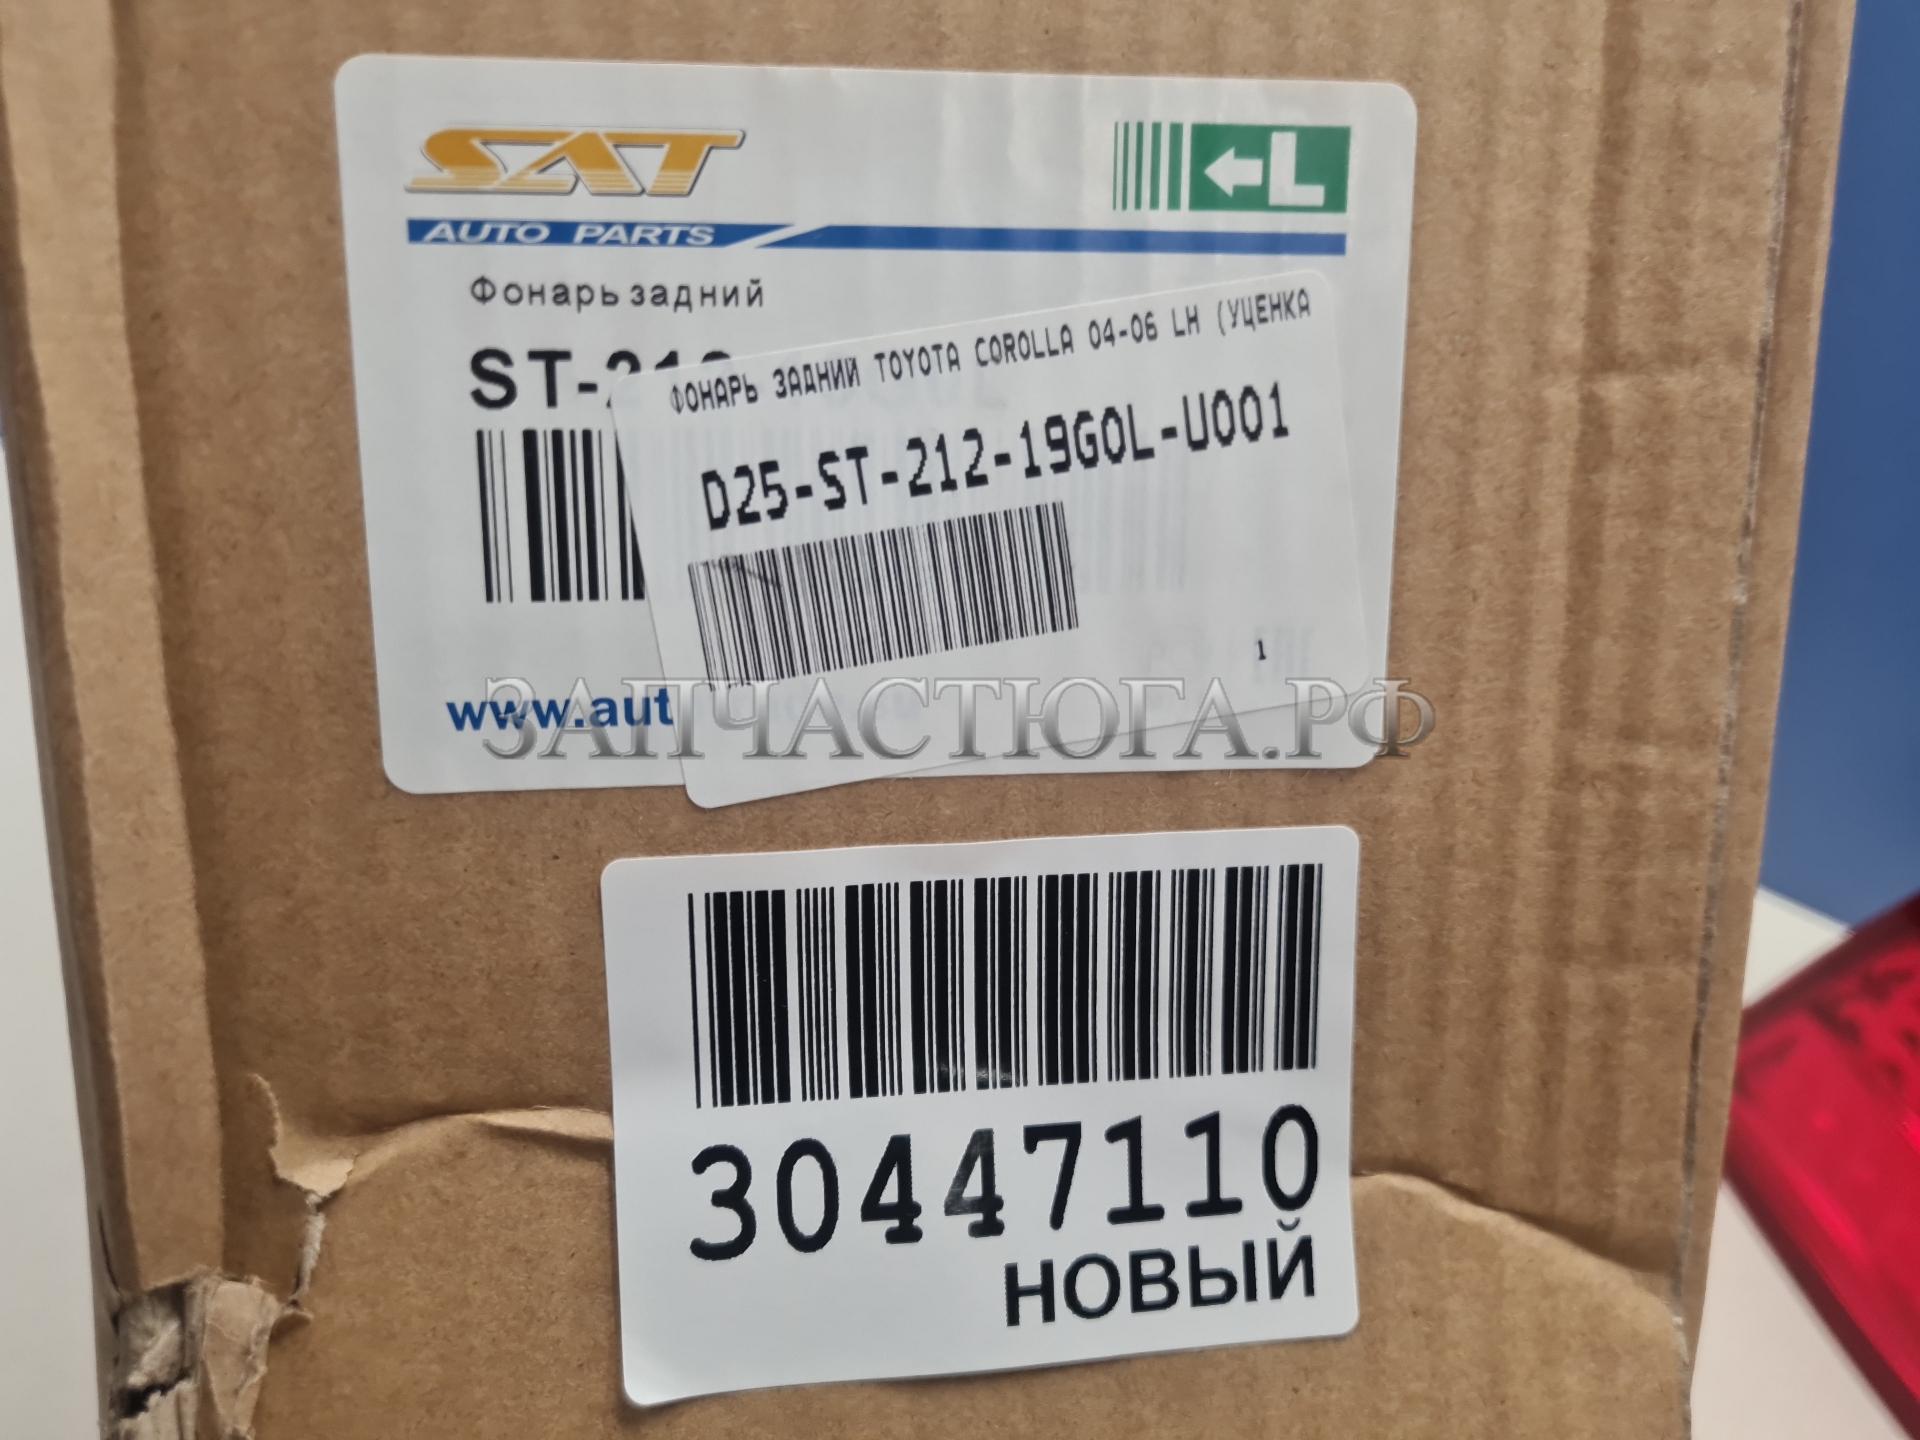 SAT
L
AUTO PARTS
Фонарь задний
ST-212
ФОНАРЬ ЗАДНИЙ TOYOTA COROLLA 04-06 LH (УЦЕНКА
D25-ST-212-19G0L-U001
1
www.aut
ЗАПЧАСТЮГА.РФ
30447110
НОВЫЙ